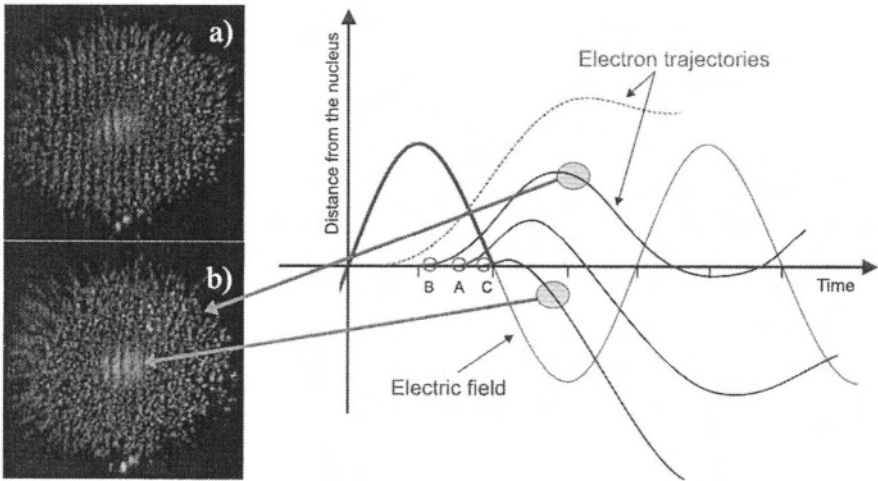 a)
b)
Distance from the nucleus
Electron trajectories
B A C
Time
Electric field